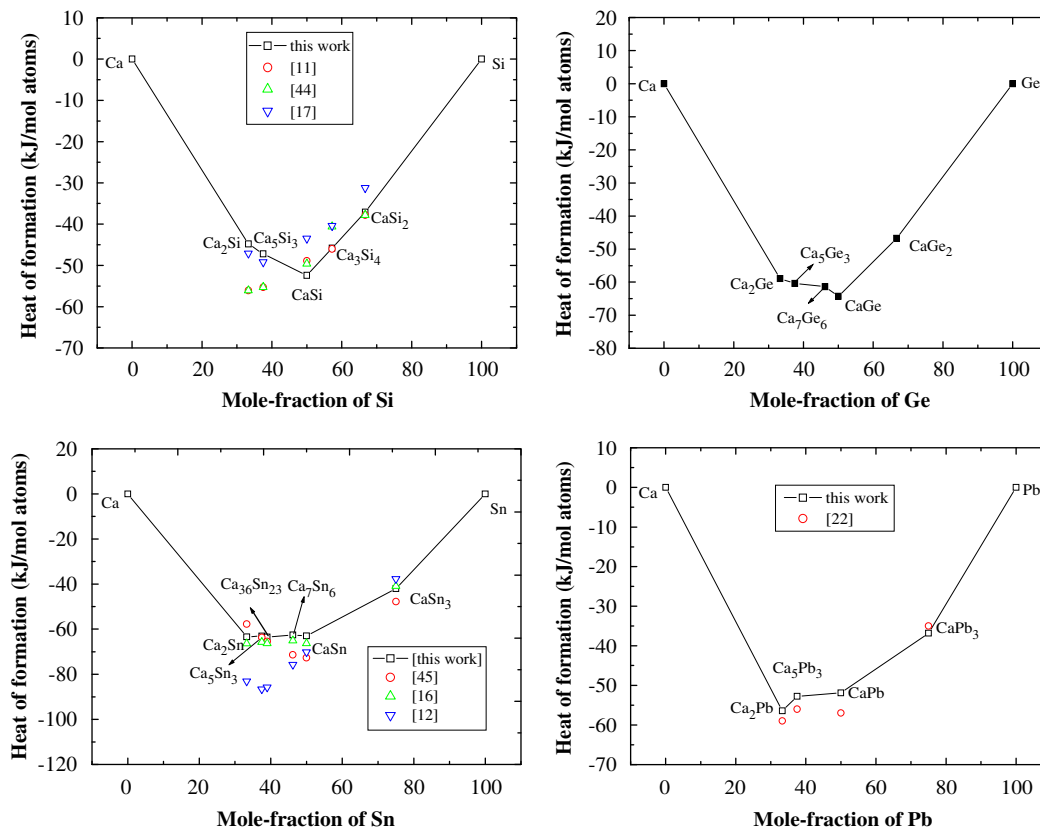 Heat of formation (kJ/mol atoms)
10
0
-10
-20
-30
-40
-50
-60
-70
0
20
40
60
80
100
Mole-fraction of Si
this work
[11]
[44]
[17]
Ca
Si
Ca2Si
Ca5Si3
CaSi
Ca3Si4
CaSi2
Heat of formation (kJ/mol atoms)
20
10
0
-10
-20
-30
-40
-50
-60
-70
-80
0
20
40
60
80
100
Mole-fraction of Ge
Ca
Ge
Ca2Ge
Ca5Ge3
Ca7Ge6
CaGe
CaGe2
Heat of formation (kJ/mol atoms)
20
0
-20
-40
-60
-80
-100
-120
0
20
40
60
80
100
Mole-fraction of Sn
Ca
Sn
Ca36Sn23
Ca7Sn6
Ca2Sn
Ca5Sn3
CaSn
CaSn3
[this work]
[45]
[16]
[12]
Heat of formation (kJ/mol atoms)
10
0
-10
-20
-30
-40
-50
-60
-70
0
20
40
60
80
100
Mole-fraction of Pb
this work
[22]
Ca
Pb
Ca2Pb
Ca5Pb3
CaPb
CaPb3